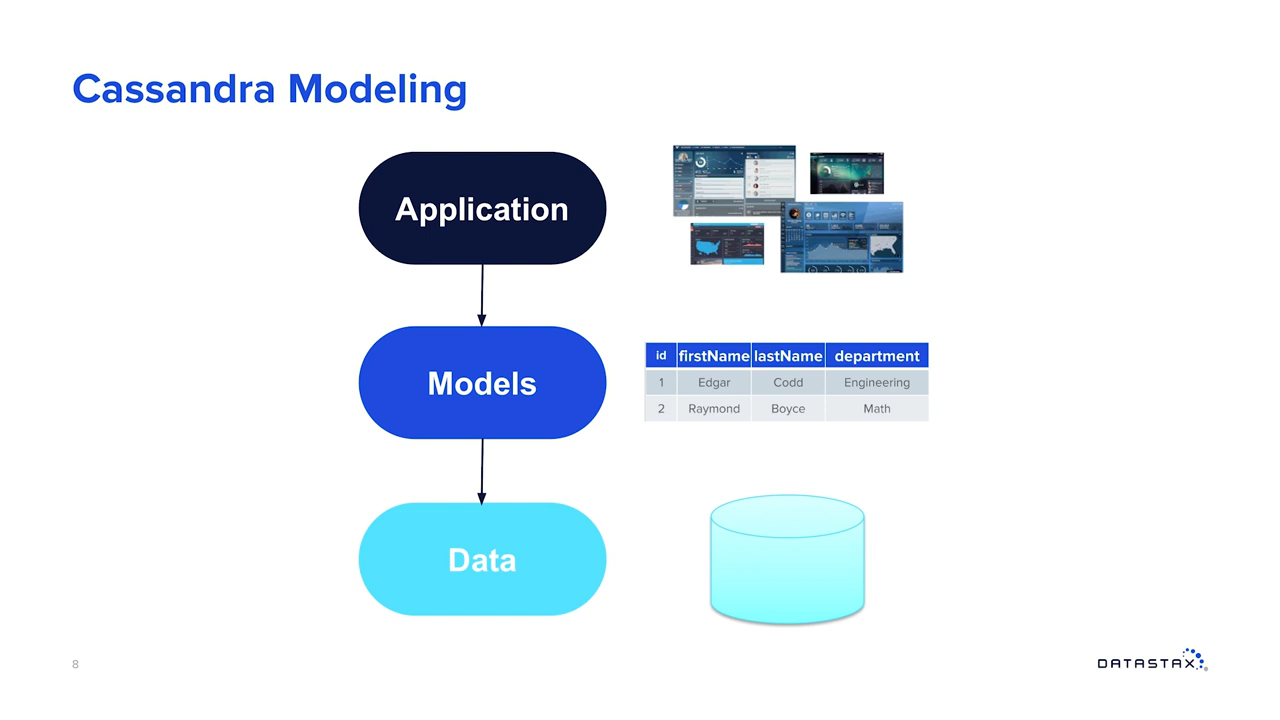 Cassandra Modeling
Application
Models
id firstName lastName department
1 Edgar Codd Engineering
2 Raymond Boyce Math
Data
8
DATASTAX